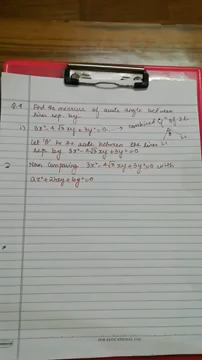 Q.4 Find the measure of acute angle between
lines rep. by
1) 3x² - 4√3 xy + 3y² = 0 → combined eqⁿ of 2 L
θ
Let 'θ' be the acute between the lines
rep. by 3x² - 4√3 xy + 3y² = 0
Now Comparing 3x² - 4√3 xy + 3y² = 0 with
ax² + 2hxy + by² = 0